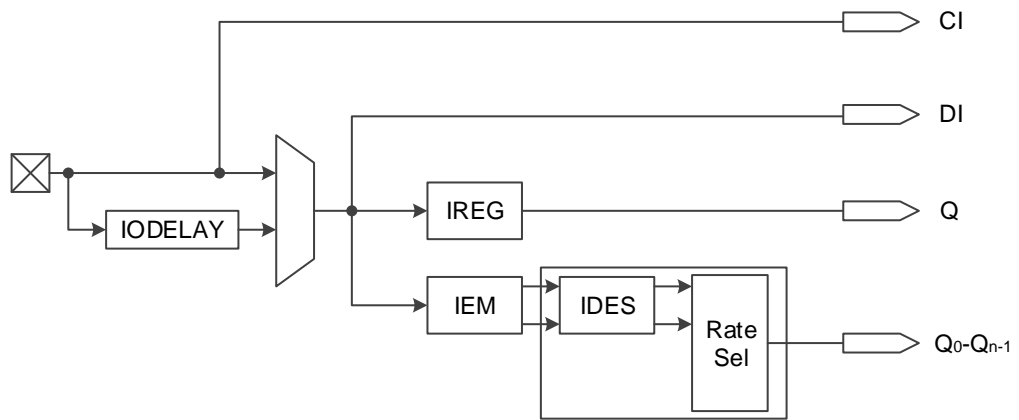 CI
DI
IODELAY
IREG
Q
IEM
IDES
Rate
Sel
Q0-Qn-1